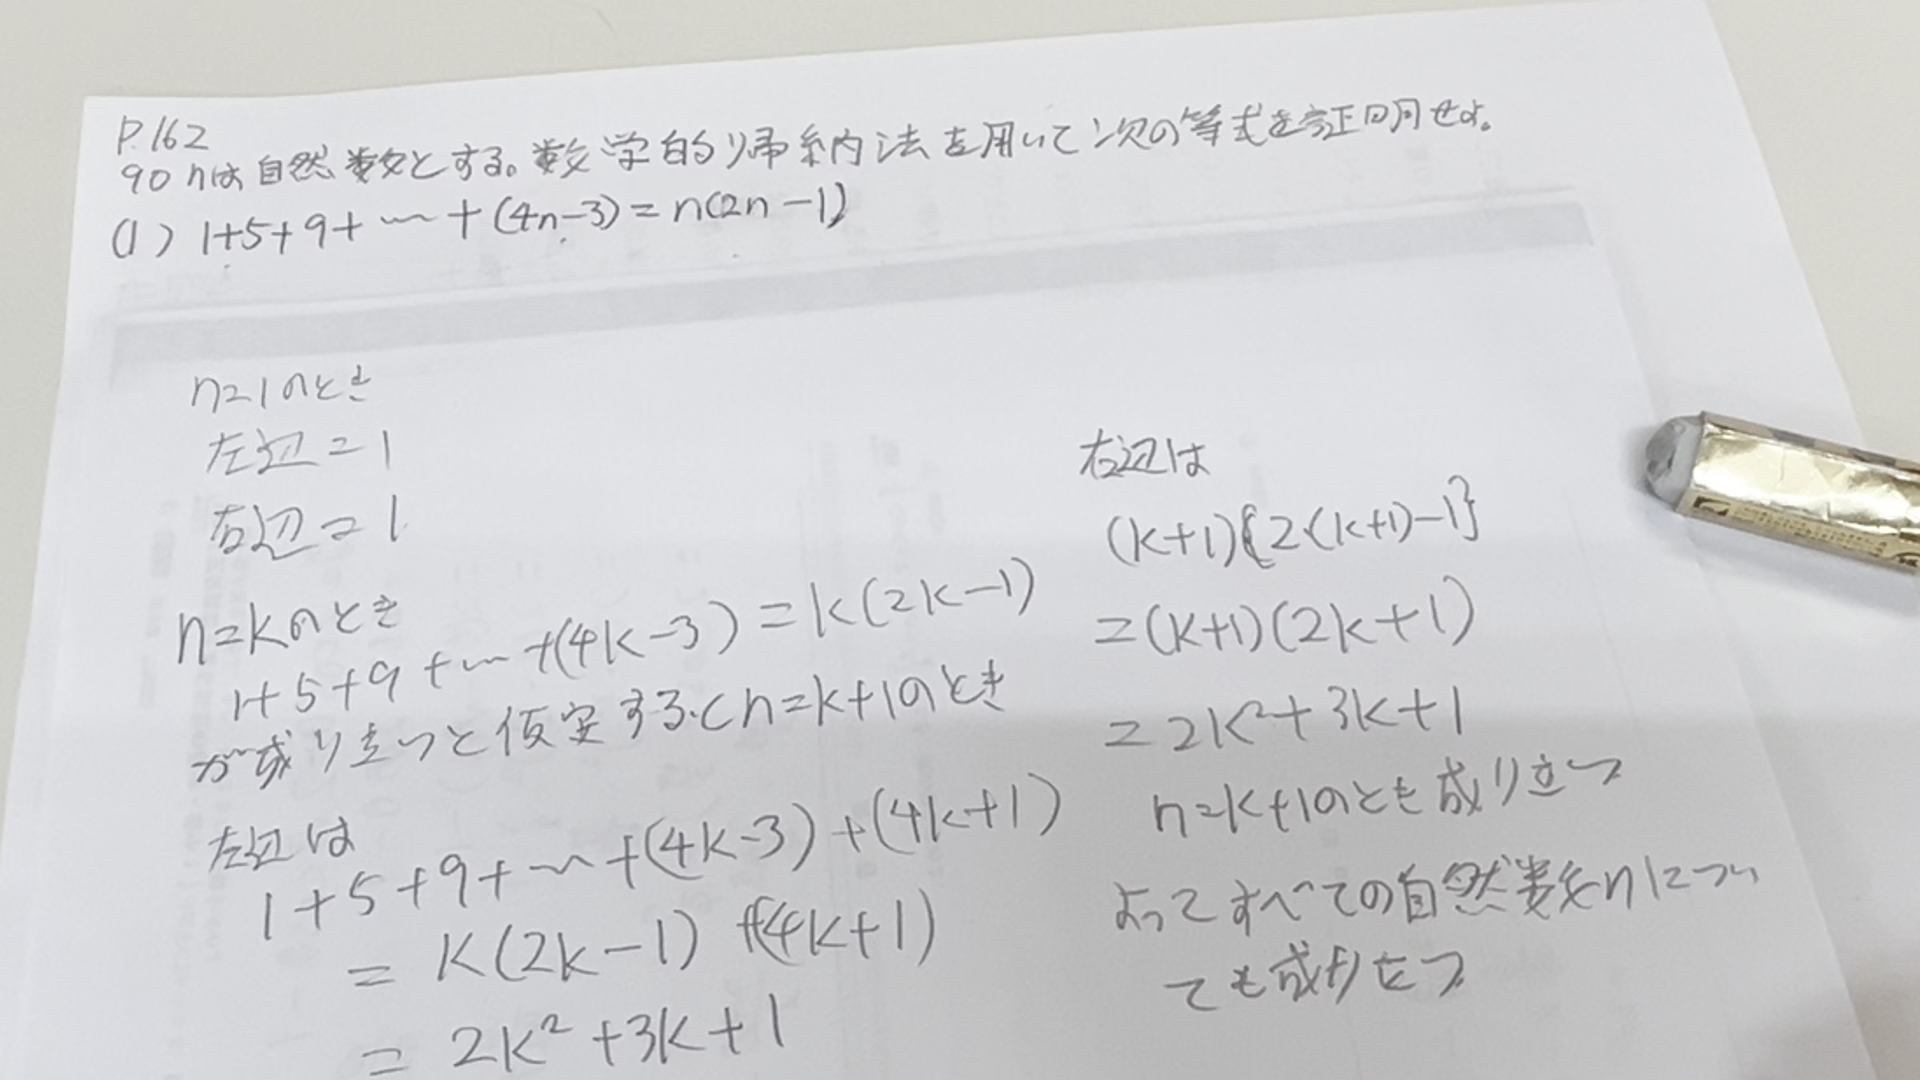 P.162
90 nは自然数とする。数学的帰納法を用いて次の等式を証明せよ。
(1) 1+5+9+…+(4n-3)=n(2n-1)
n=1のとき
左辺=1
右辺=1
n=kのとき
1+5+9+…+(4k-3)=k(2k-1)
が成り立つと仮定する n=k+1のとき
左辺は
1+5+9+…+(4k-3)+(4k+1)
=k(2k-1)+(4k+1)
=2k²+3k+1
右辺は
(k+1){2(k+1)-1}
=(k+1)(2k+1)
=2k²+3k+1
n=k+1のとも成り立つ
よってすべての自然数nについ
ても成り立つ